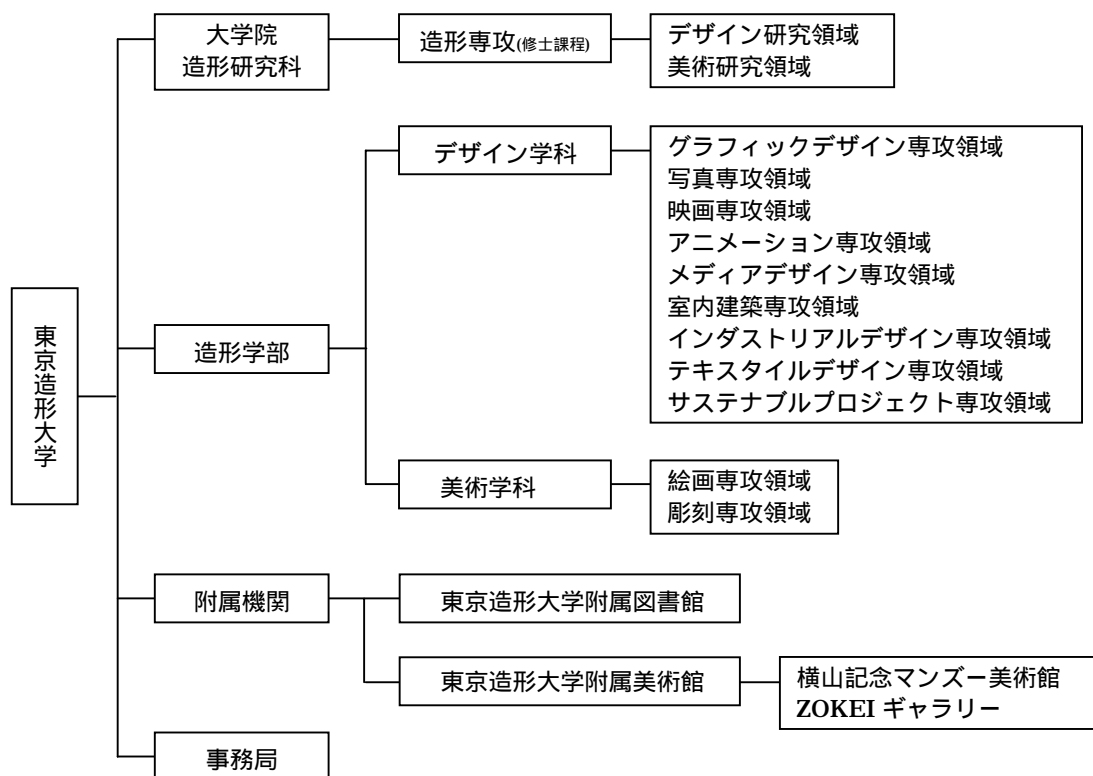 大学院
造形研究科
造形専攻(修士課程)
デザイン研究領域
美術研究領域
デザイン学科
グラフィックデザイン専攻領域
写真専攻領域
映画専攻領域
アニメーション専攻領域
メディアデザイン専攻領域
室内建築専攻領域
インダストリアルデザイン専攻領域
テキスタイルデザイン専攻領域
サステナブルプロジェクト専攻領域
東京造形大学
造形学部
美術学科
絵画専攻領域
彫刻専攻領域
附属機関
東京造形大学附属図書館
東京造形大学附属美術館
横山記念マンズー美術館
ZOKEI ギャラリー
事務局